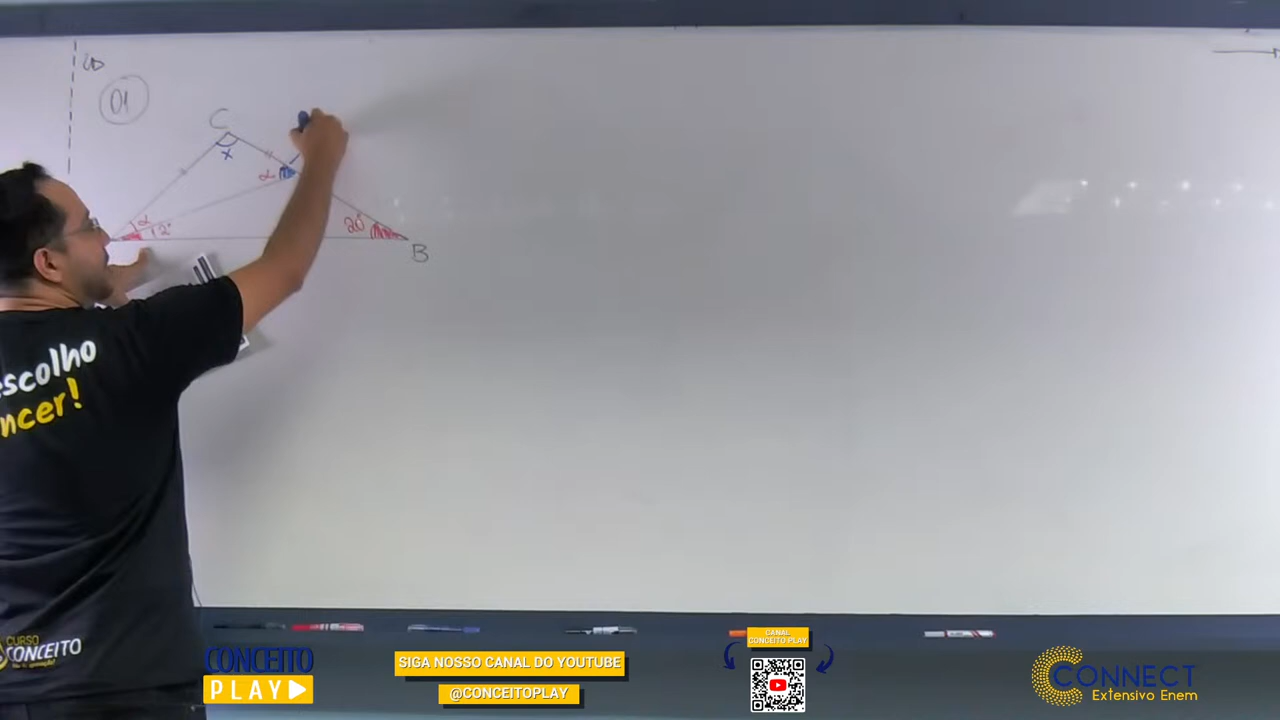 01
C
x
α
α
12°
20°
B
escolho
ncer!
CURSO
CONCEITO
CONCEITO
PLAY
SIGA NOSSO CANAL DO YOUTUBE
@CONCEITOPLAY
CANAL
CONCEITO PLAY
CONNECT
Extensivo Enem